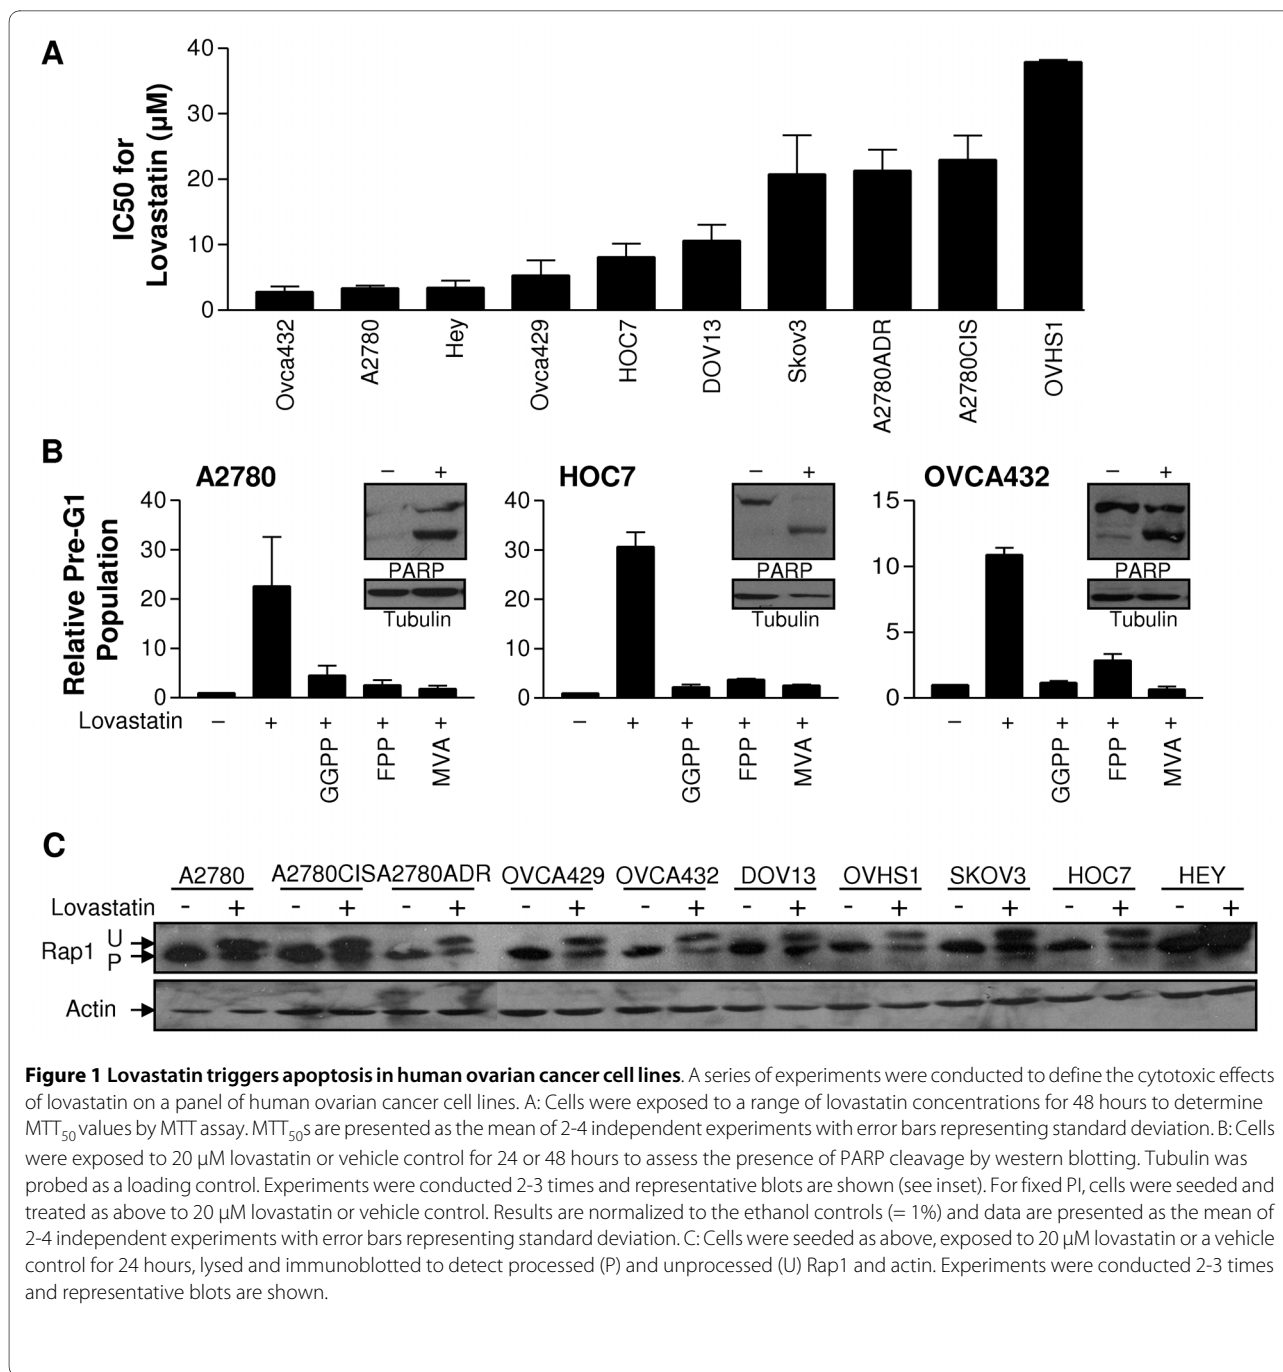 A
IC50 for
Lovastatin (µM)
40
30
20
10
0
Ovca432
A2780
Hey
Ovca429
HOC7
DOV13
Skov3
A2780ADR
A2780CIS
OVHS1
B
Relative Pre-G1
Population
A2780
– +
40
30
20
10
0
PARP
Tubulin
HOC7
– +
40
30
20
10
0
PARP
Tubulin
OVCA432
– +
15
10
5
0
PARP
Tubulin
Lovastatin – + GGPP + FPP + MVA +
– + GGPP + FPP + MVA +
– + GGPP + FPP + MVA +
C
A2780 A2780CIS A2780ADR OVCA429 OVCA432 DOV13 OVHS1 SKOV3 HOC7 HEY
Lovastatin - + - + - + - + - + - + - + - + - + - +
Rap1 U
P
Actin
Figure 1 Lovastatin triggers apoptosis in human ovarian cancer cell lines. A series of experiments were conducted to define the cytotoxic effects
of lovastatin on a panel of human ovarian cancer cell lines. A: Cells were exposed to a range of lovastatin concentrations for 48 hours to determine
MTT50 values by MTT assay. MTT50s are presented as the mean of 2-4 independent experiments with error bars representing standard deviation. B: Cells
were exposed to 20 µM lovastatin or vehicle control for 24 or 48 hours to assess the presence of PARP cleavage by western blotting. Tubulin was
probed as a loading control. Experiments were conducted 2-3 times and representative blots are shown (see inset). For fixed PI, cells were seeded and
treated as above to 20 µM lovastatin or vehicle control. Results are normalized to the ethanol controls (= 1%) and data are presented as the mean of
2-4 independent experiments with error bars representing standard deviation. C: Cells were seeded as above, exposed to 20 µM lovastatin or a vehicle
control for 24 hours, lysed and immunoblotted to detect processed (P) and unprocessed (U) Rap1 and actin. Experiments were conducted 2-3 times
and representative blots are shown.